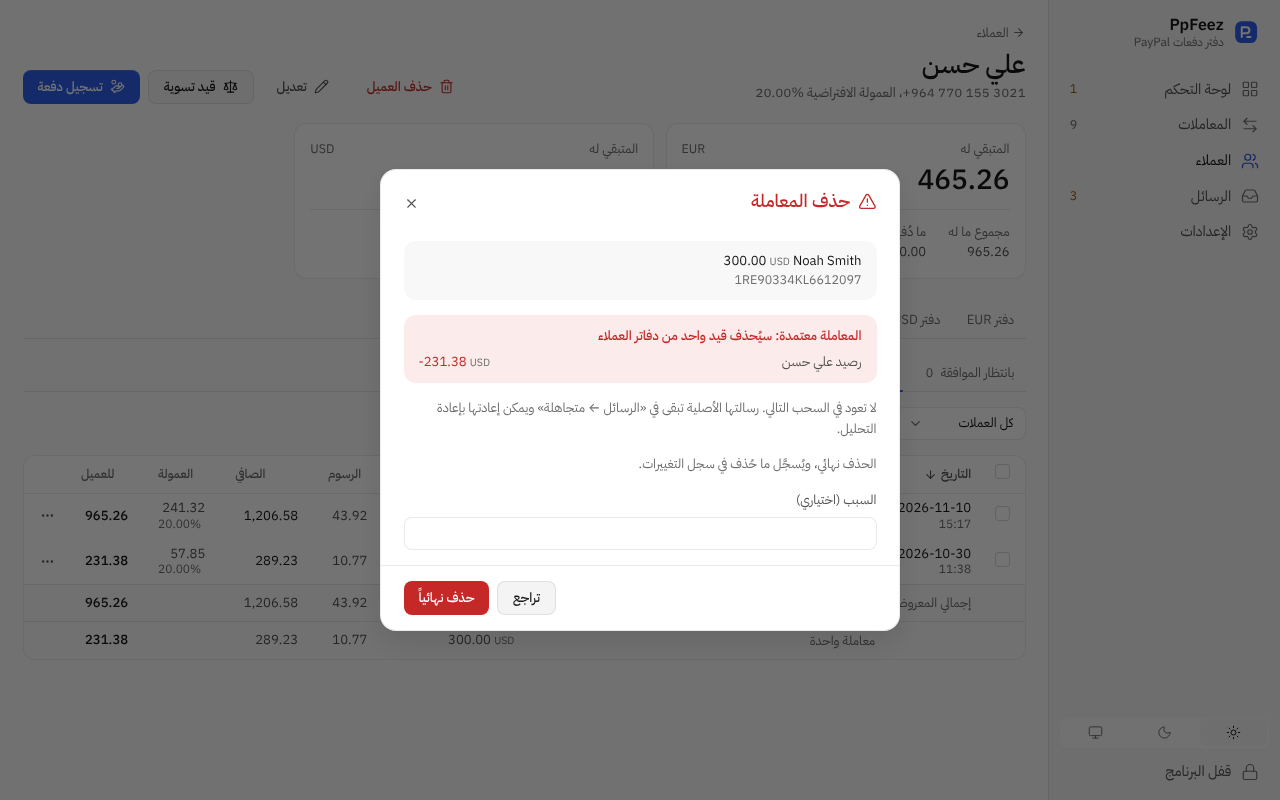 PpFeez
دفتر دفعات PayPal
لوحة التحكم 1
المعاملات 9
العملاء
الرسائل 3
الإعدادات
قفل البرنامج
→ العملاء
علي حسن
+964 770 155 3021، العمولة الافتراضية 20.00%
حذف العميل
تعديل
قيد تسوية
تسجيل دفعة
المتبقي له EUR
465.26
مجموع ما له
965.26
المتبقي له USD
دفتر EUR
دفتر
بانتظار الموافقة 0
كل العملات
التاريخ ↓ الرسوم الصافي العمولة للعميل
2026-11-10 43.92 1,206.58 241.32 965.26
15:17 20.00%
2026-10-30 10.77 289.23 57.85 231.38
11:38 20.00%
إجمالي 43.92 1,206.58 965.26
معاملة واحدة 300.00 USD 10.77 289.23 231.38
حذف المعاملة
Noah Smith 300.00 USD
1RE90334KL6612097
المعاملة معتمدة: سيُحذف قيد واحد من دفاتر العملاء
رصيد علي حسن -231.38 USD
لا تعود في السحب التالي. رسالتها الأصلية تبقى في «الرسائل ← متجاهلة» ويمكن إعادتها بإعادة
التحليل.
الحذف نهائي، ويُسجَّل ما حُذف في سجل التغييرات.
السبب (اختياري)
تراجع
حذف نهائياً